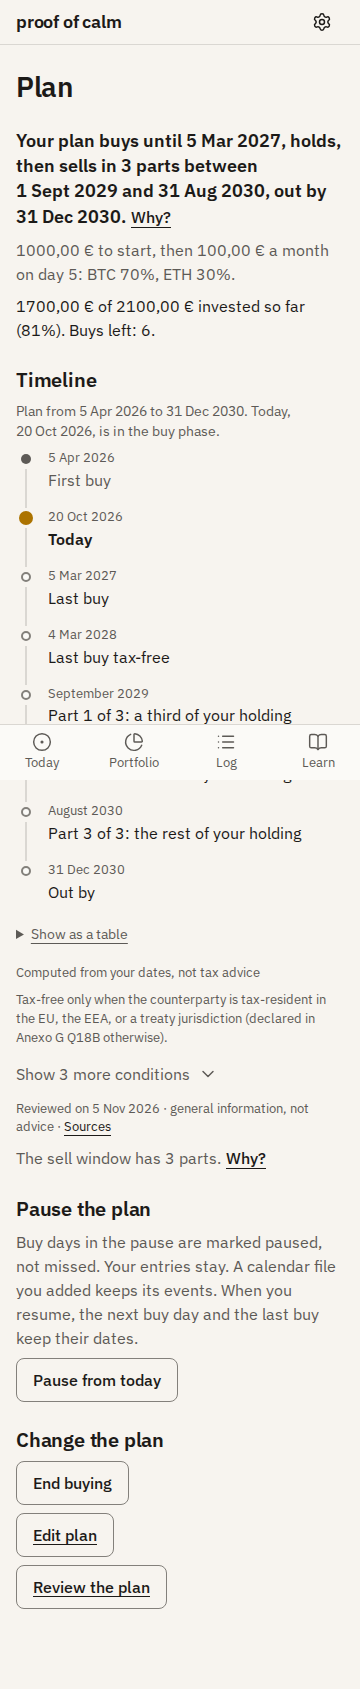 proof of calm
Plan
Your plan buys until 5 Mar 2027, holds,
then sells in 3 parts between
1 Sept 2029 and 31 Aug 2030, out by
31 Dec 2030. Why?
1000,00 € to start, then 100,00 € a month
on day 5: BTC 70%, ETH 30%.
1700,00 € of 2100,00 € invested so far
(81%). Buys left: 6.
Timeline
Plan from 5 Apr 2026 to 31 Dec 2030. Today,
20 Oct 2026, is in the buy phase.
5 Apr 2026
First buy
20 Oct 2026
Today
5 Mar 2027
Last buy
4 Mar 2028
Last buy tax-free
September 2029
Part 1 of 3: a third of your holding
Today
Portfolio
Log
Learn
August 2030
Part 3 of 3: the rest of your holding
31 Dec 2030
Out by
Show as a table
Computed from your dates, not tax advice
Tax-free only when the counterparty is tax-resident in
the EU, the EEA, or a treaty jurisdiction (declared in
Anexo G Q18B otherwise).
Show 3 more conditions
Reviewed on 5 Nov 2026 · general information, not
advice · Sources
The sell window has 3 parts. Why?
Pause the plan
Buy days in the pause are marked paused,
not missed. Your entries stay. A calendar file
you added keeps its events. When you
resume, the next buy day and the last buy
keep their dates.
Pause from today
Change the plan
End buying
Edit plan
Review the plan